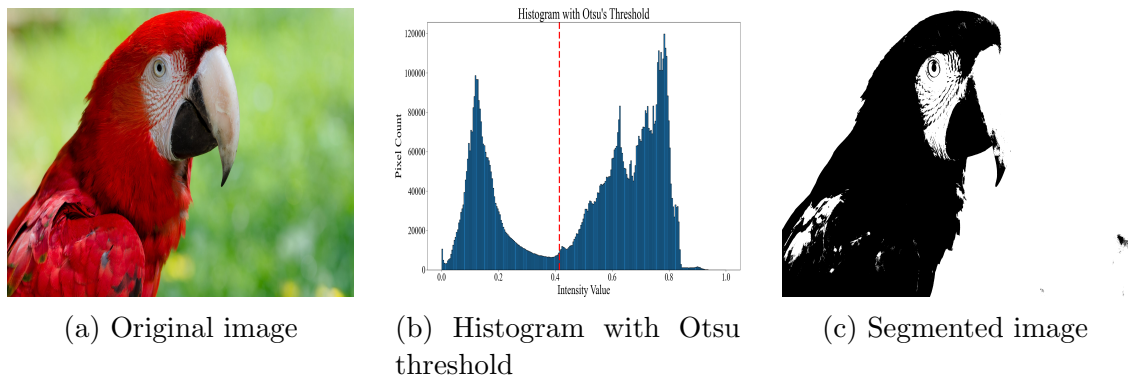 Histogram with Otsu's Threshold
120000
100000
80000
60000
40000
20000
0
Pixel Count
0.0 0.2 0.4 0.6 0.8 1.0
Intensity Value
(a) Original image
(b) Histogram with Otsu
threshold
(c) Segmented image